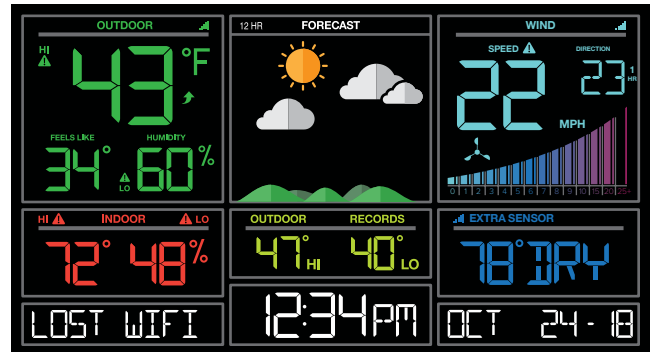 OUTDOOR
HI
43°F
FEELS LIKE HUMIDITY
34° LO 60%
12 HR FORECAST
WIND
SPEED DIRECTION
22 23 1 HR
MPH
0 1 2 3 4 5 6 7 8 9 10 15 20 25+
HI INDOOR LO
72° 48%
OUTDOOR RECORDS
47° HI 40° LO
EXTRA SENSOR
78° DRY
LOST WIFI
12:34 PM
OCT 24-18